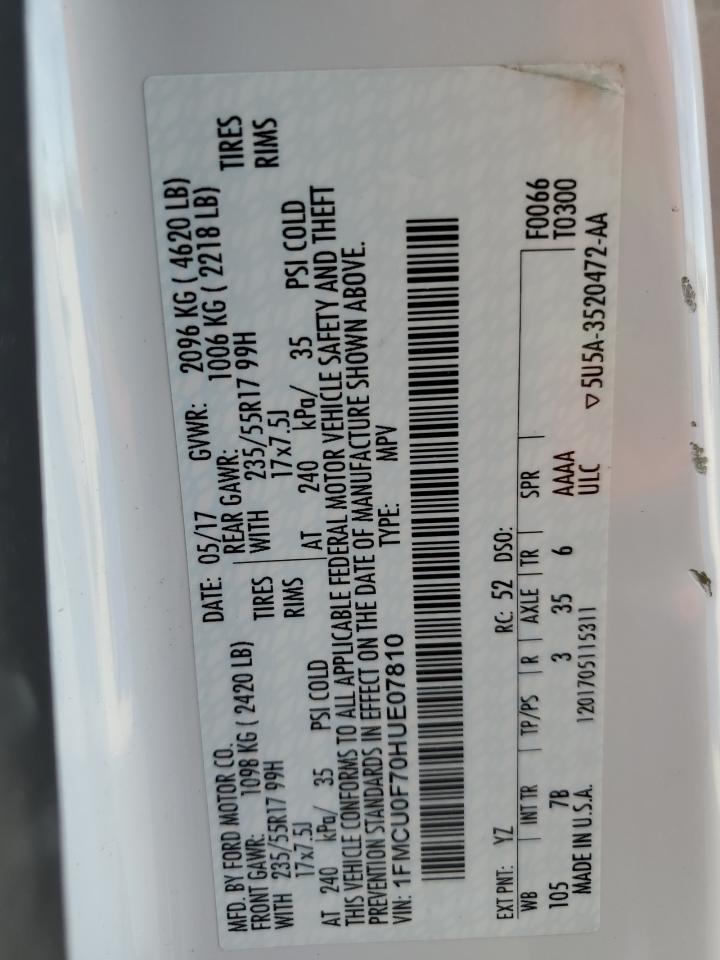 MFD. BY FORD MOTOR CO. DATE: 05/17 GVWR: 2096 KG ( 4620 LB)
FRONT GAWR: 1098 KG ( 2420 LB) REAR GAWR: 1006 KG ( 2218 LB)
WITH 235/55R17 99H TIRES WITH 235/55R17 99H TIRES
17x7.5J RIMS 17x7.5J RIMS
AT 240 kPa/ 35 PSI COLD AT 240 kPa/ 35 PSI COLD
THIS VEHICLE CONFORMS TO ALL APPLICABLE FEDERAL MOTOR VEHICLE SAFETY AND THEFT
PREVENTION STANDARDS IN EFFECT ON THE DATE OF MANUFACTURE SHOWN ABOVE.
VIN: 1FMCU0F70HUE07810 TYPE: MPV
EXT PNT: YZ RC: 52 DSO:
WB INT TR TP/PS R AXLE TR SPR F0066
105 7B 3 35 6 AAAA T0300
MADE IN U.S.A. 1201705115311 ULC ▽5U5A-3520472-AA